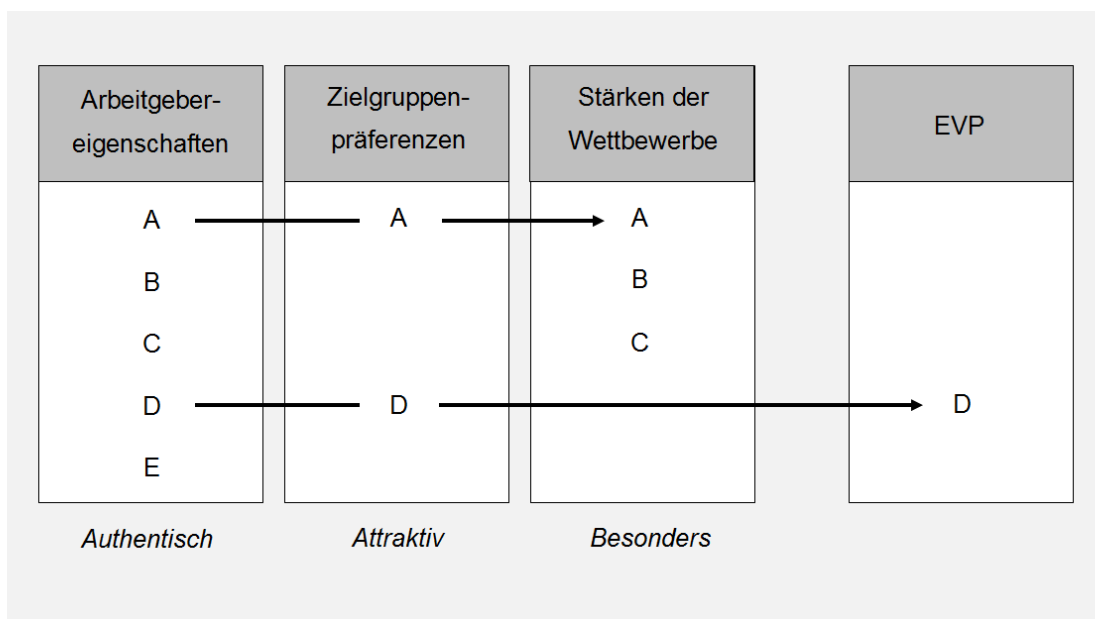 Arbeitgeber-
eigenschaften
Zielgruppen-
präferenzen
Stärken der
Wettbewerbe
EVP
A
A
A
B
B
C
C
D
D
D
E
Authentisch
Attraktiv
Besonders